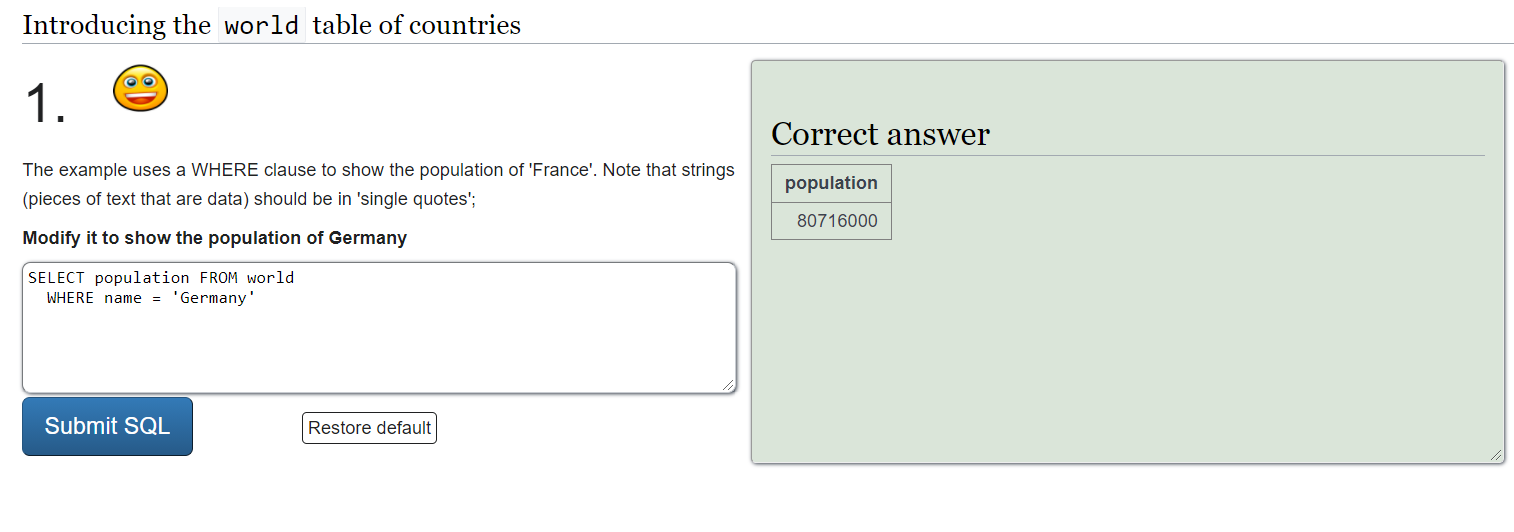 Introducing the world table of countries
1.
The example uses a WHERE clause to show the population of 'France'. Note that strings
(pieces of text that are data) should be in 'single quotes';
Modify it to show the population of Germany
SELECT population FROM world
WHERE name = 'Germany'
Submit SQL
Restore default
Correct answer
population
80716000